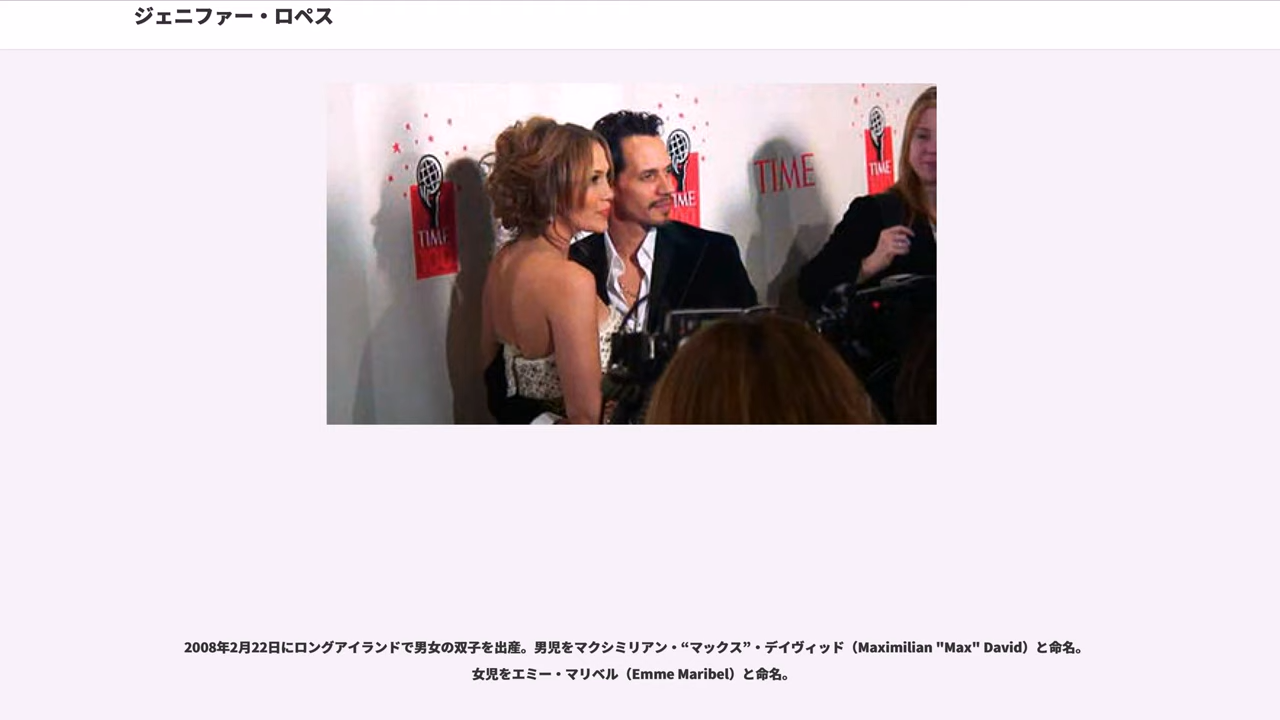 ジェニファー・ロペス
TIME
TIME
TIME
TIME
2008年2月22日にロングアイランドで男女の双子を出産。男児をマクシミリアン・“マックス”・デイヴィッド（Maximilian "Max" David）と命名。
女児をエミー・マリベル（Emme Maribel）と命名。